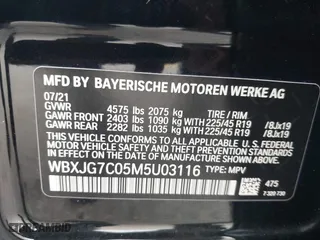 MFD BY BAYERISCHE MOTOREN WERKE AG
07/21
GVWR 4575 lbs 2075 kg TIRE / RIM
GAWR FRONT 2403 lbs 1090 kg WITH 225/45 R19 /8Jx19
GAWR REAR 2282 lbs 1035 kg WITH 225/45 R19 /8Jx19
THIS VEHICLE CONFORMS TO ALL APPLICABLE FEDERAL MOTOR VEHICLE SAFETY STANDARDS IN EFFECT ON THE DATE OF MANUFACTURE SHOWN ABOVE.
WBXJG7C05M5U03116 TYPE: MPV
475